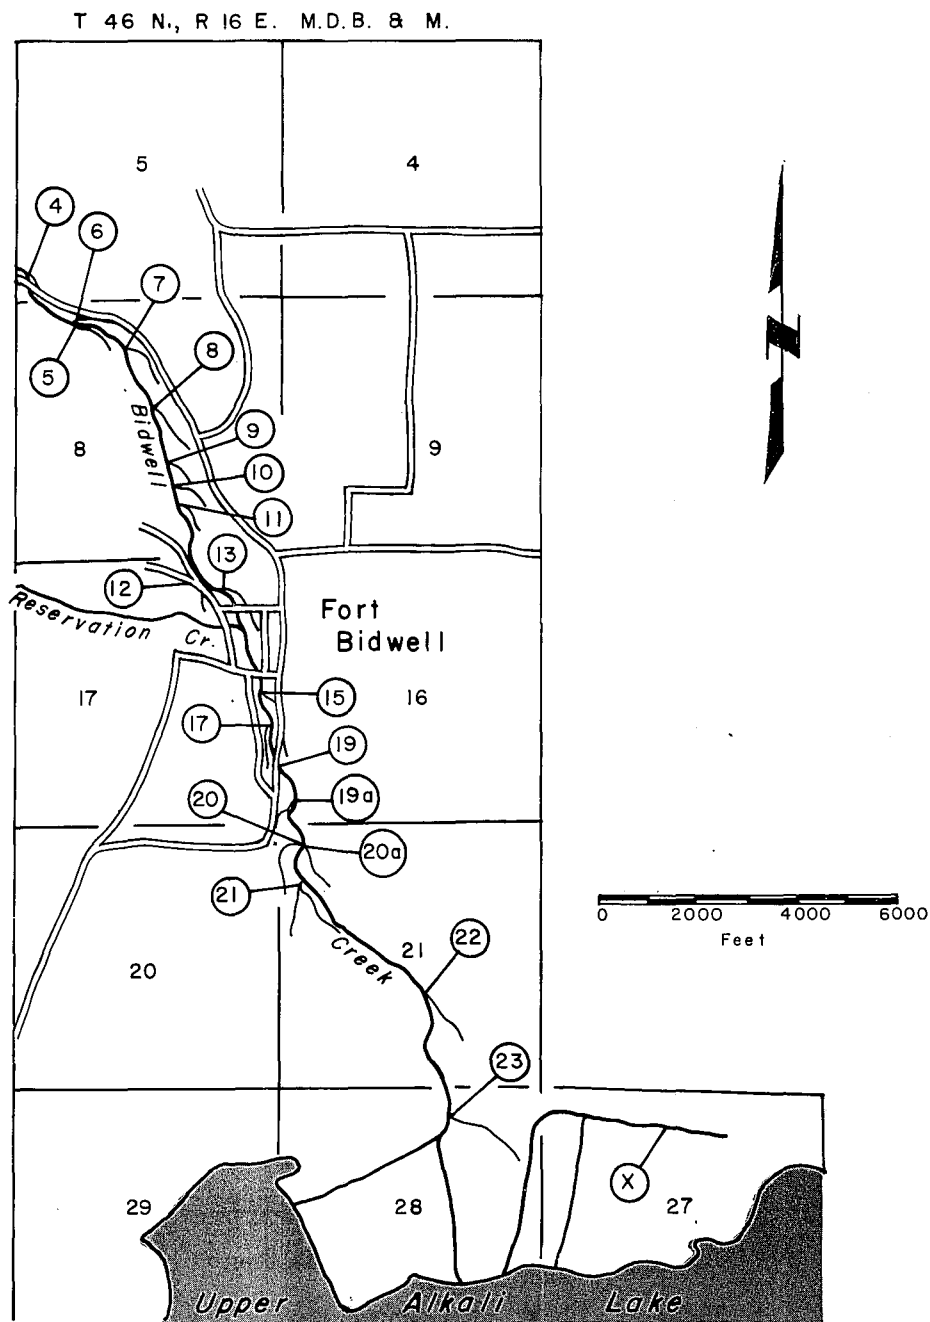 T 46 N., R 16 E. M.D.B. & M.
5
4
4
6
7
8
5
Bidwell
9
8
9
10
11
13
12
Reservation Cr.
Fort
Bidwell
17
15
16
17
19
20
19a
20a
21
0 2000 4000 6000
Feet
Creek
21
22
20
23
X
29
28
27
Upper Alkali Lake
N